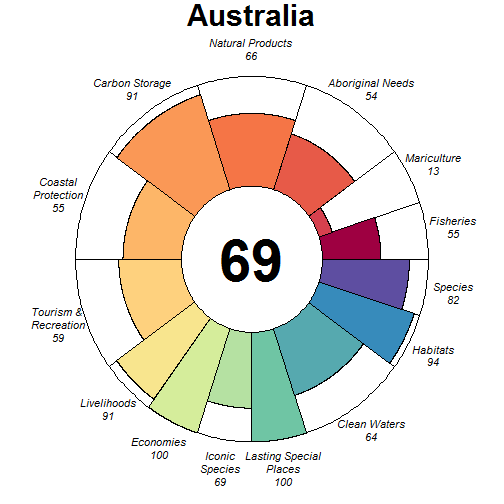 Australia
Natural Products
66
Carbon Storage
91
Aboriginal Needs
54
Mariculture
13
Coastal
Protection
55
Fisheries
55
69
Species
82
Tourism &
Recreation
59
Habitats
94
Livelihoods
91
Clean Waters
64
Economies
100
Iconic
Species
69
Lasting Special
Places
100